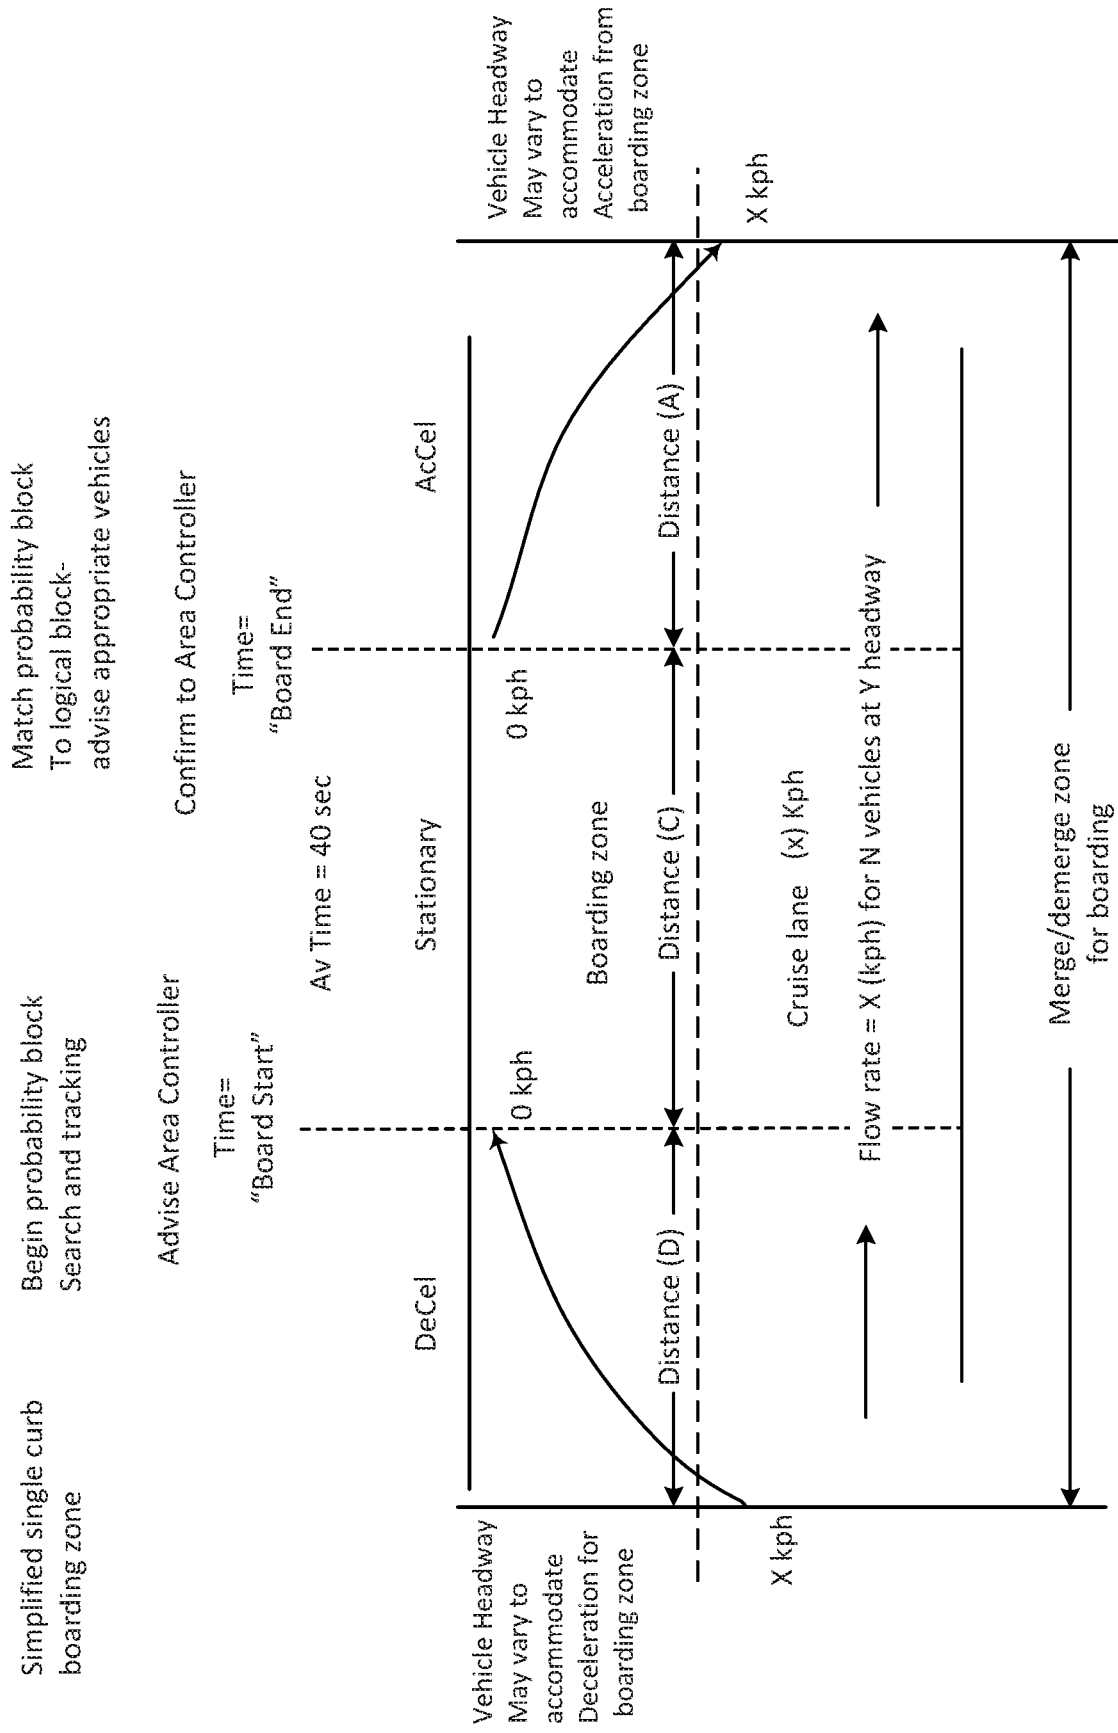 Simplified single curb
boarding zone
Begin probability block
Search and tracking
Match probability block
To logical block-
advise appropriate vehicles
Advise Area Controller
Confirm to Area Controller
Time=
“Board Start”
Time=
“Board End”
Av Time = 40 sec
DeCel
Stationary
AcCel
Vehicle Headway
May vary to
accommodate
Deceleration for
boarding zone
0 kph
0 kph
Vehicle Headway
May vary to
accommodate
Acceleration from
boarding zone
Boarding zone
Distance (D)
Distance (C)
Distance (A)
X kph
Cruise lane (x) Kph
X kph
Flow rate = X (kph) for N vehicles at Y headway
Merge/demerge zone
for boarding